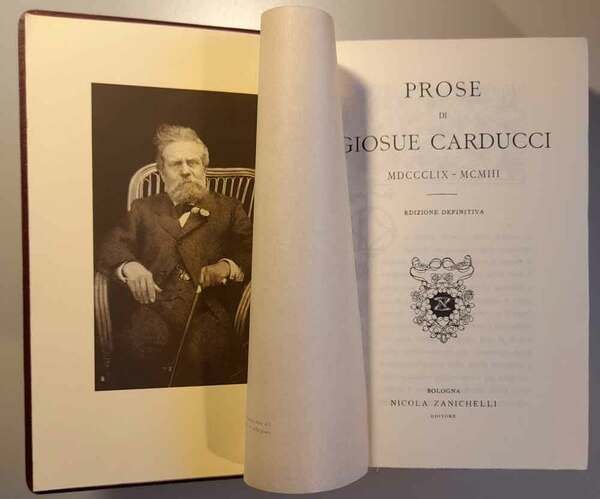 PROSE
DI
GIOSUE CARDUCCI
MDCCCLIX - MCMIII
EDIZIONE DEFINITIVA
BOLOGNA
NICOLA ZANICHELLI
EDITORE